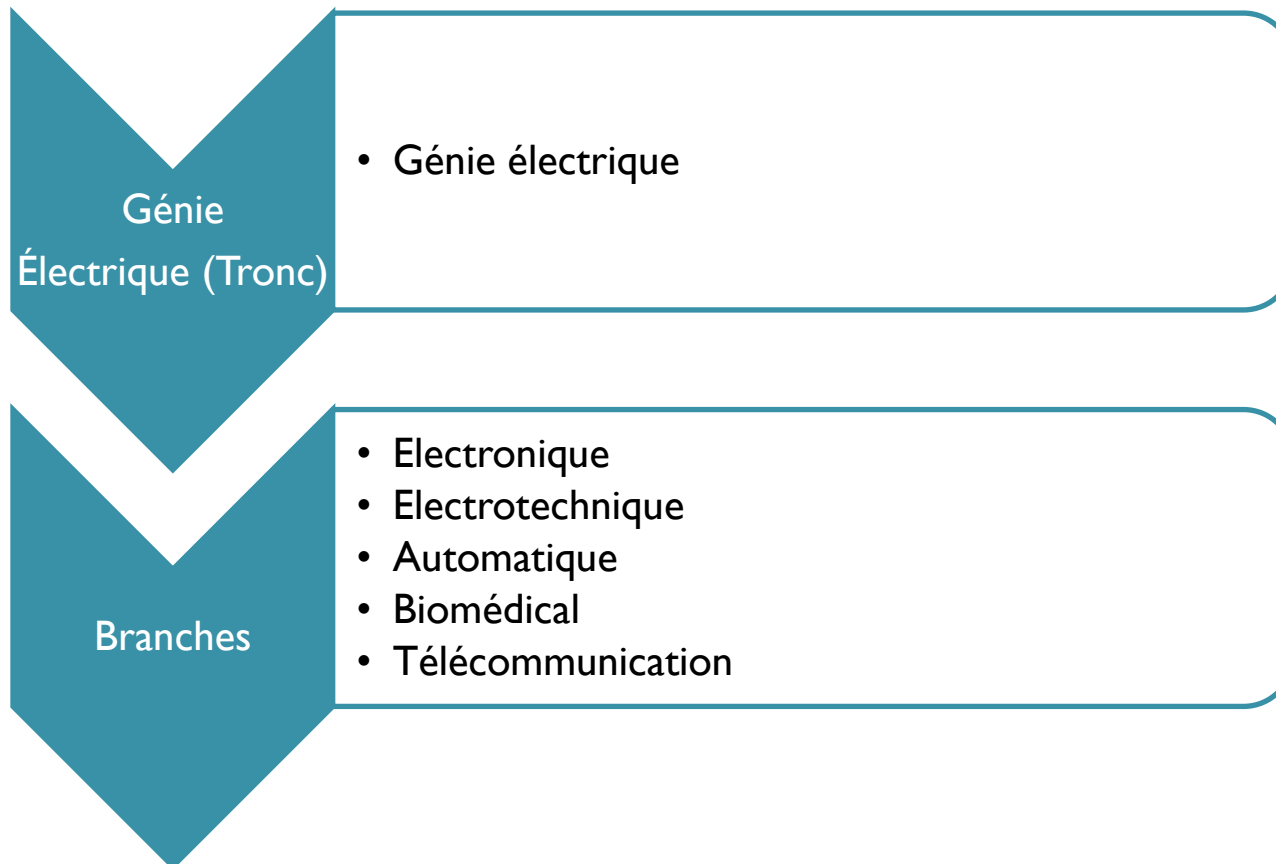 Génie
Électrique (Tronc)
• Génie électrique
Branches
• Electronique
• Electrotechnique
• Automatique
• Biomédical
• Télécommunication